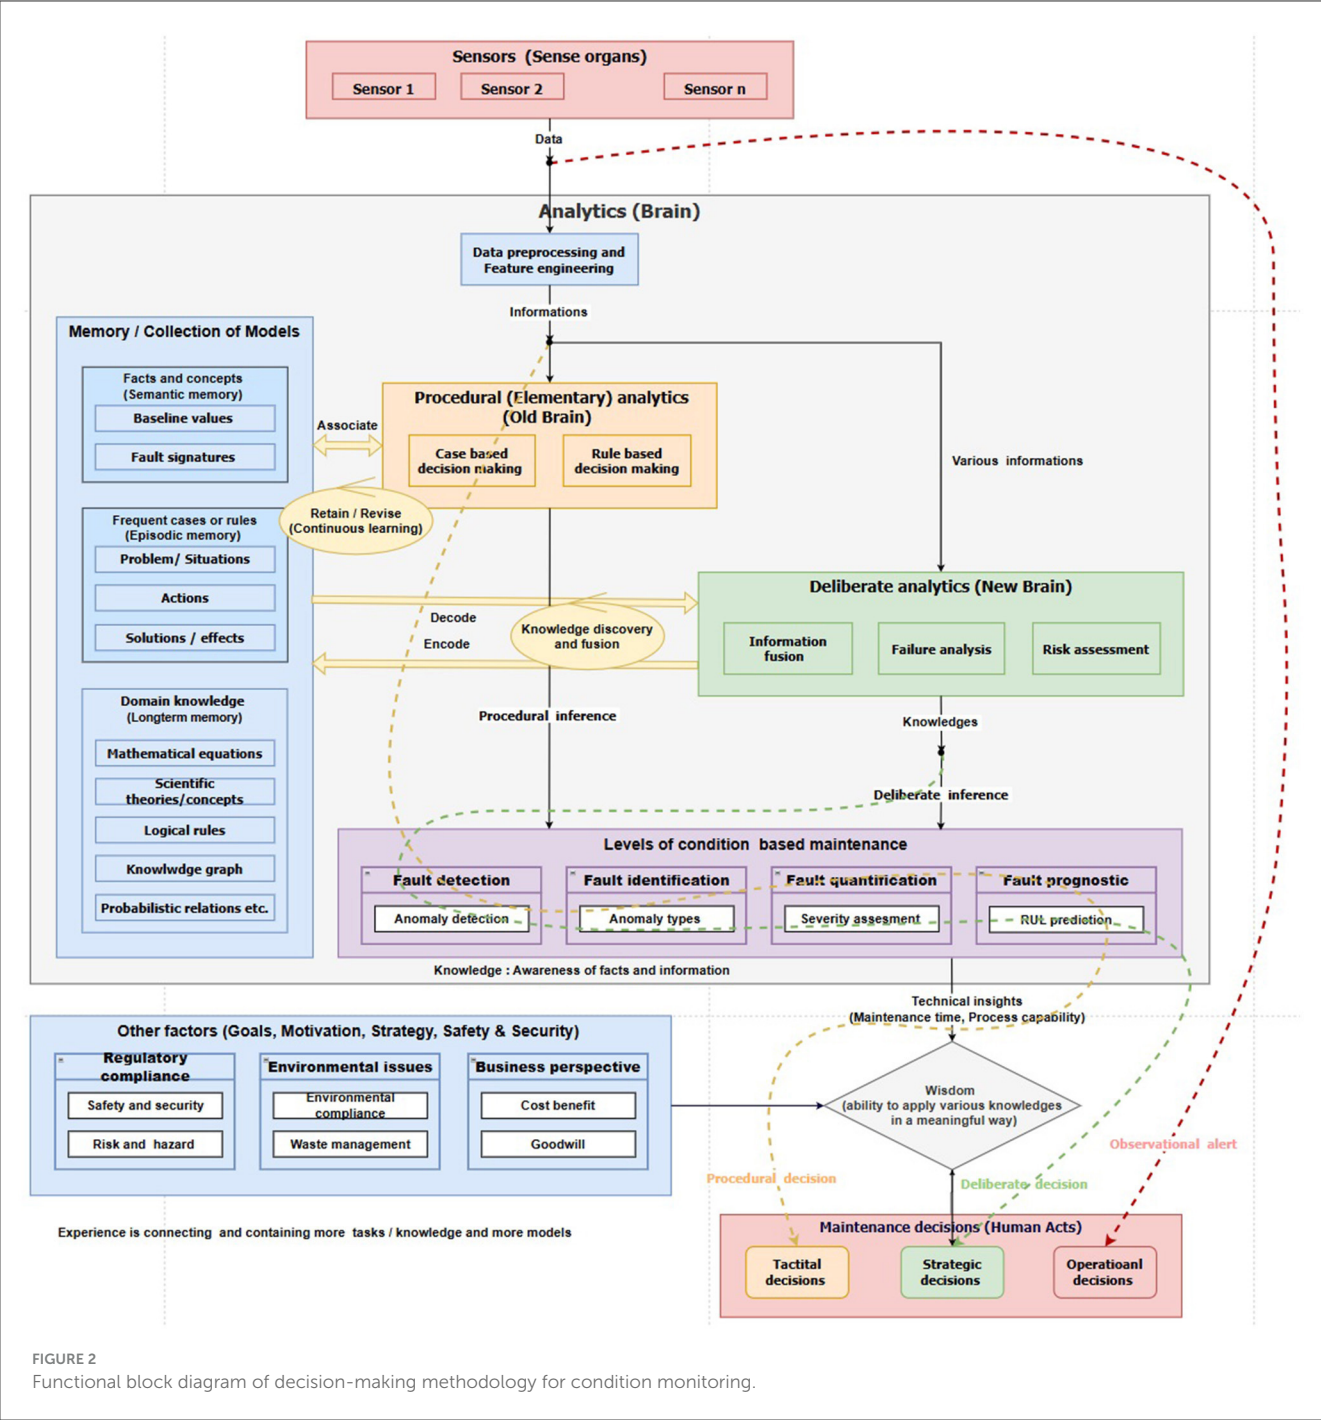 Sensors (Sense organs)
Sensor 1
Sensor 2
Sensor n
Data
Analytics (Brain)
Data preprocessing and
Feature engineering
Informations
Memory / Collection of Models
Facts and concepts
(Semantic memory)
Baseline values
Fault signatures
Associate
Procedural (Elementary) analytics
(Old Brain)
Case based
decision making
Rule based
decision making
Various informations
Retain / Revise
(Continuous learning)
Frequent cases or rules
(Episodic memory)
Problem/ Situations
Actions
Solutions / effects
Decode
Encode
Knowledge discovery
and fusion
Deliberate analytics (New Brain)
Information
fusion
Failure analysis
Risk assessment
Domain knowledge
(Longterm memory)
Mathematical equations
Scientific
theories/concepts
Logical rules
Knowlwdge graph
Probabilistic relations etc.
Procedural inference
Knowledges
Deliberate inference
Levels of condition based maintenance
Fault detection
Anomaly detection
Fault identification
Anomaly types
Fault quantification
Severity assesment
Fault prognostic
RUL prediction
Knowledge : Awareness of facts and information
Technical insights
(Maintenance time, Process capability)
Other factors (Goals, Motivation, Strategy, Safety & Security)
Regulatory
compliance
Safety and security
Risk and hazard
Environmental issues
Environmental
compliance
Waste management
Business perspective
Cost benefit
Goodwill
Wisdom
(ability to apply various knowledges
in a meaningful way)
Observational alert
Procedural decision
Deliberate decision
Experience is connecting and containing more tasks / knowledge and more models
Maintenance decisions (Human Acts)
Tactital
decisions
Strategic
decisions
Operatioanl
decisions
FIGURE 2
Functional block diagram of decision-making methodology for condition monitoring.